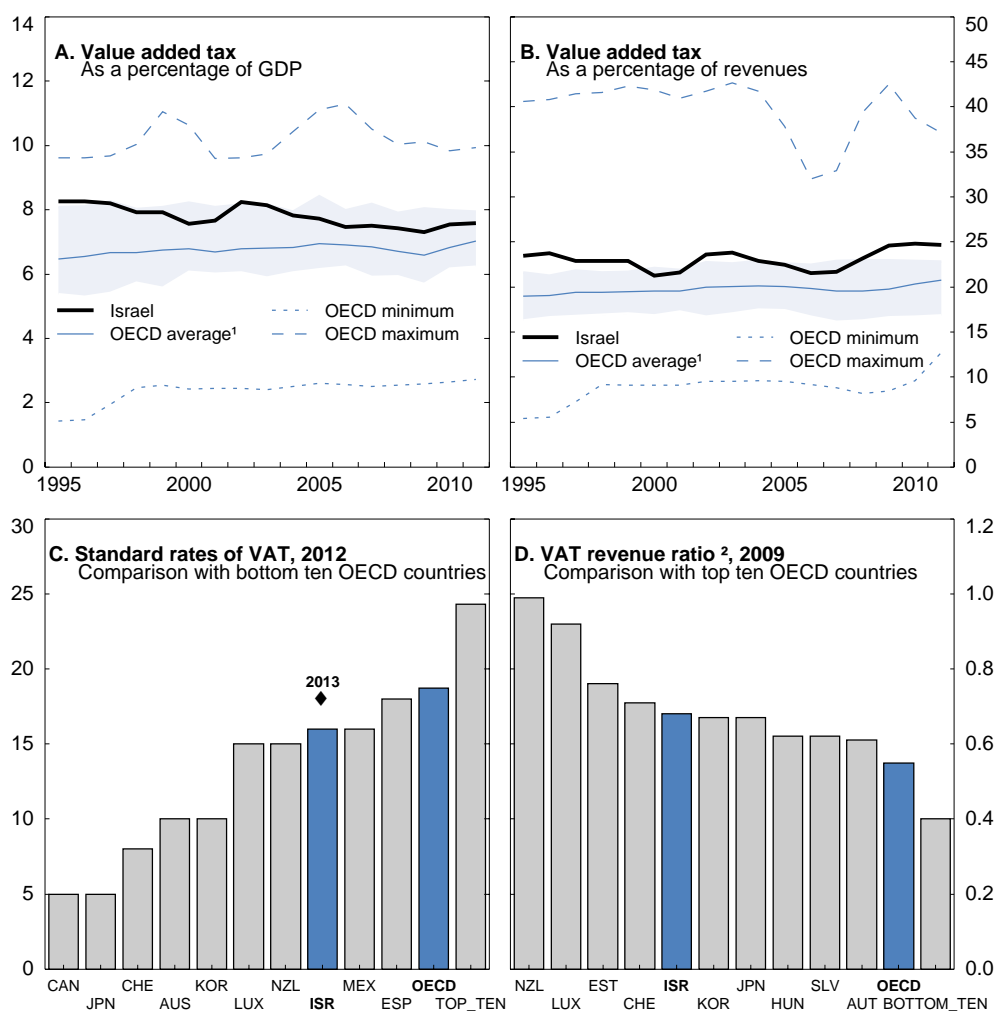 A. Value added tax
As a percentage of GDP
14
12
10
8
6
4
2
0
Israel
OECD average¹
OECD minimum
OECD maximum
1995 2000 2005 2010
B. Value added tax
As a percentage of revenues
50
45
40
35
30
25
20
15
10
5
0
Israel
OECD average¹
OECD minimum
OECD maximum
1995 2000 2005 2010
C. Standard rates of VAT, 2012
Comparison with bottom ten OECD countries
30
25
20
15
10
5
0
2013
CAN CHE KOR NZL MEX OECD
JPN AUS LUX ISR ESP TOP_TEN
D. VAT revenue ratio ², 2009
Comparison with top ten OECD countries
1.2
1.0
0.8
0.6
0.4
0.2
0.0
NZL EST ISR JPN SLV OECD
LUX CHE KOR HUN AUT BOTTOM_TEN